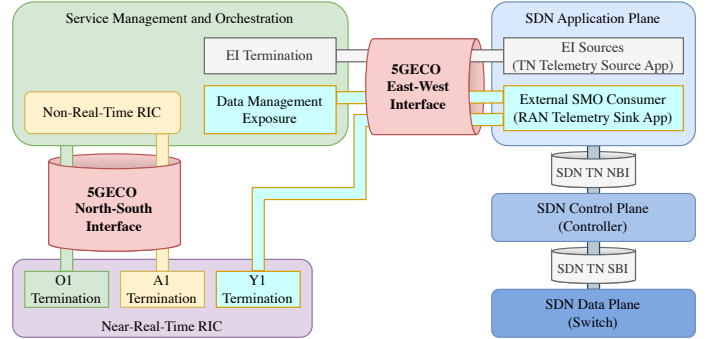 Service Management and Orchestration
EI Termination
Data Management
Exposure
Non-Real-Time RIC
5GECO
North-South
Interface
O1
Termination
A1
Termination
Y1
Termination
Near-Real-Time RIC
5GECO
East-West
Interface
SDN Application Plane
EI Sources
(TN Telemetry Source App)
External SMO Consumer
(RAN Telemetry Sink App)
SDN TN NBI
SDN Control Plane
(Controller)
SDN TN SBI
SDN Data Plane
(Switch)